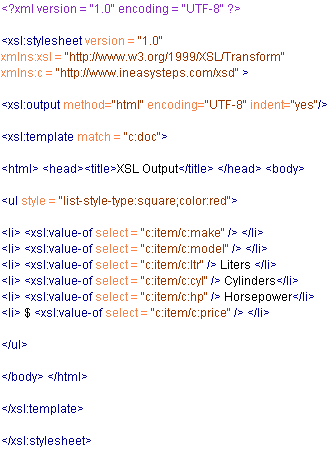 <?xml version = "1.0" encoding = "UTF-8" ?>
<xsl:stylesheet version = "1.0"
xmlns:xsl = "http://www.w3.org/1999/XSL/Transform"
xmlns:c = "http://www.ineasysteps.com/xsd" >
<xsl:output method="html" encoding="UTF-8" indent="yes"/>
<xsl:template match = "c:doc">
<html> <head><title>XSL Output</title> </head> <body>
<ul style = "list-style-type:square;color:red">
<li> <xsl:value-of select = "c:item/c:make" /> </li>
<li> <xsl:value-of select = "c:item/c:model" /> </li>
<li> <xsl:value-of select = "c:item/c:ltr" /> Liters </li>
<li> <xsl:value-of select = "c:item/c:cyl" /> Cylinders</li>
<li> <xsl:value-of select = "c:item/c:hp" /> Horsepower</li>
<li> $ <xsl:value-of select = "c:item/c:price" /> </li>
</ul>
</body> </html>
</xsl:template>
</xsl:stylesheet>